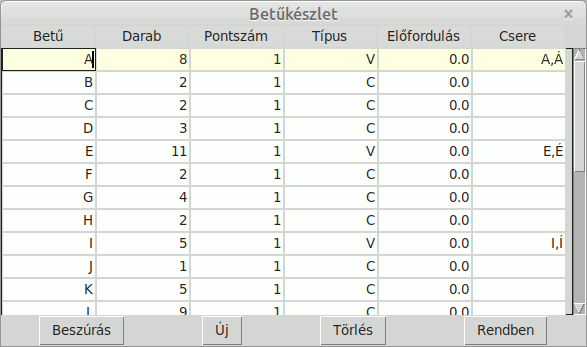 Betűkészlet
Betű Darab Pontszám Típus Előfordulás Csere
A 8 1 V 0.0 A,Á
B 2 1 C 0.0
C 2 1 C 0.0
D 3 1 C 0.0
E 11 1 V 0.0 E,É
F 2 1 C 0.0
G 4 1 C 0.0
H 2 1 C 0.0
I 5 1 V 0.0 I,Í
J 1 1 C 0.0
K 5 1 C 0.0
L 9 1 C 0.0
Beszúrás Új Törlés Rendben